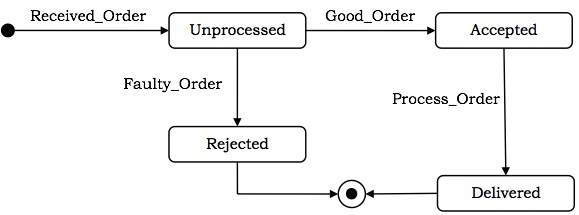 Received_Order
Unprocessed
Good_Order
Accepted
Faulty_Order
Process_Order
Rejected
Delivered